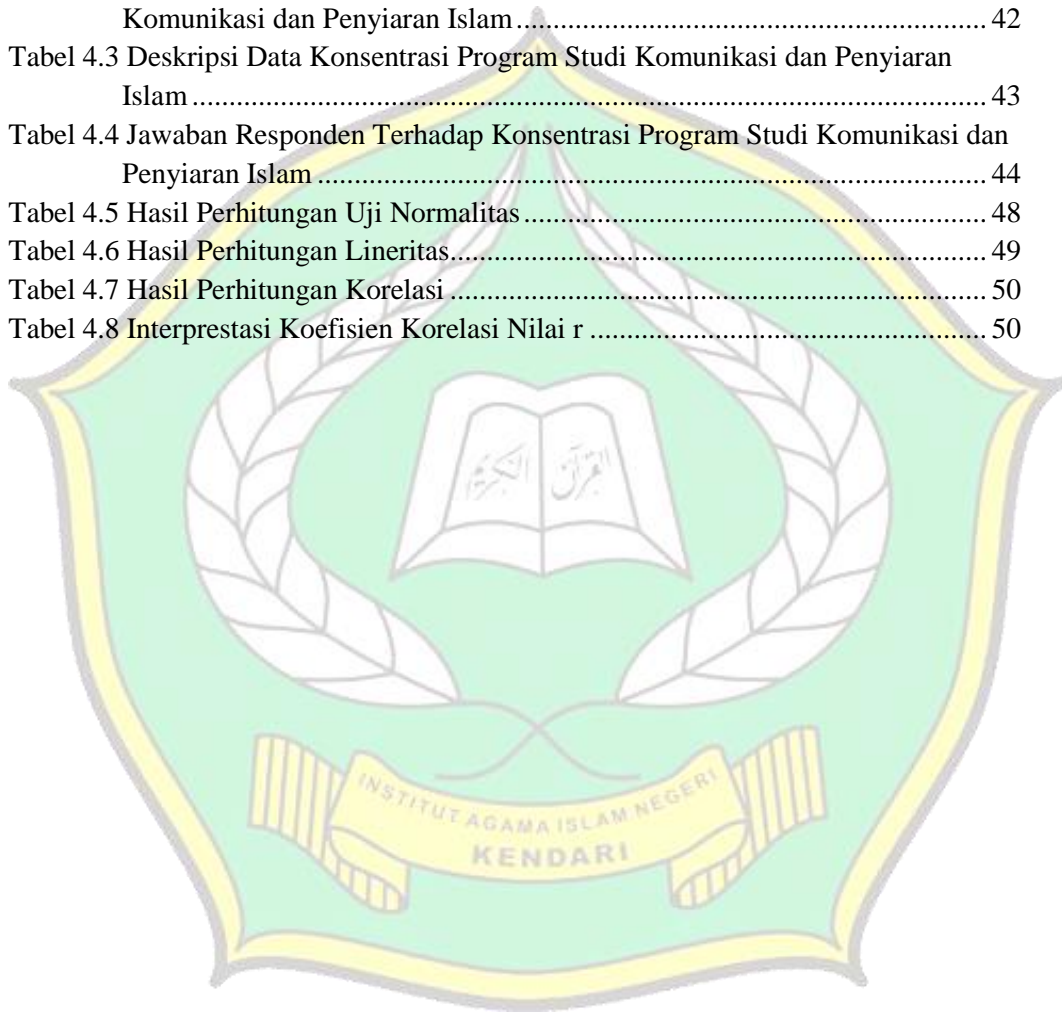 Komunikasi dan Penyiaran Islam ................................................................ 42
Tabel 4.3 Deskripsi Data Konsentrasi Program Studi Komunikasi dan Penyiaran
Islam ............................................................................................................ 43
Tabel 4.4 Jawaban Responden Terhadap Konsentrasi Program Studi Komunikasi dan
Penyiaran Islam ........................................................................................... 44
Tabel 4.5 Hasil Perhitungan Uji Normalitas ............................................................... 48
Tabel 4.6 Hasil Perhitungan Lineritas......................................................................... 49
Tabel 4.7 Hasil Perhitungan Korelasi ......................................................................... 50
Tabel 4.8 Interprestasi Koefisien Korelasi Nilai r ...................................................... 50
القرآن الكريم
INSTITUT AGAMA ISLAM NEGERI
KENDARI